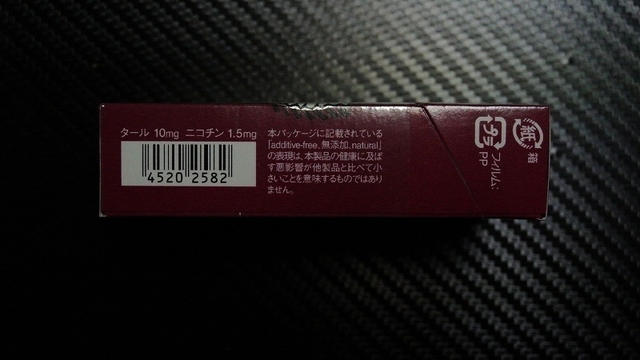 タール 10mg ニコチン 1.5mg
4520 2582
本パッケージに記載されている
「additive-free, 無添加, natural」
の表現は、本製品の健康に及ぼ
す悪影響が他製品と比べて小
さいことを意味するものではあり
ません。
紙
箱
プラ
フィルム:
PP